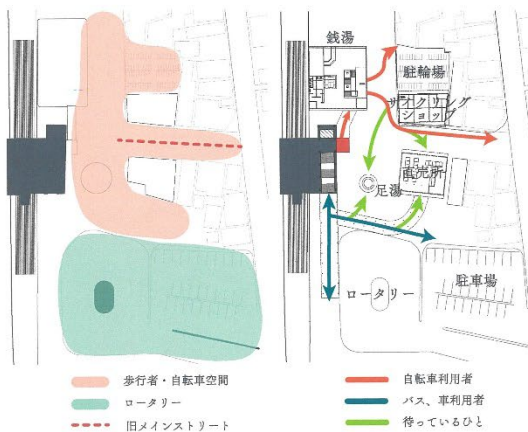 銭湯
駐輪場
サイクリング
ショップ
直売所
足湯
ロータリー
駐車場
歩行者・自転車空間
ロータリー
旧メインストリート
自転車利用者
バス、車利用者
待っているひと